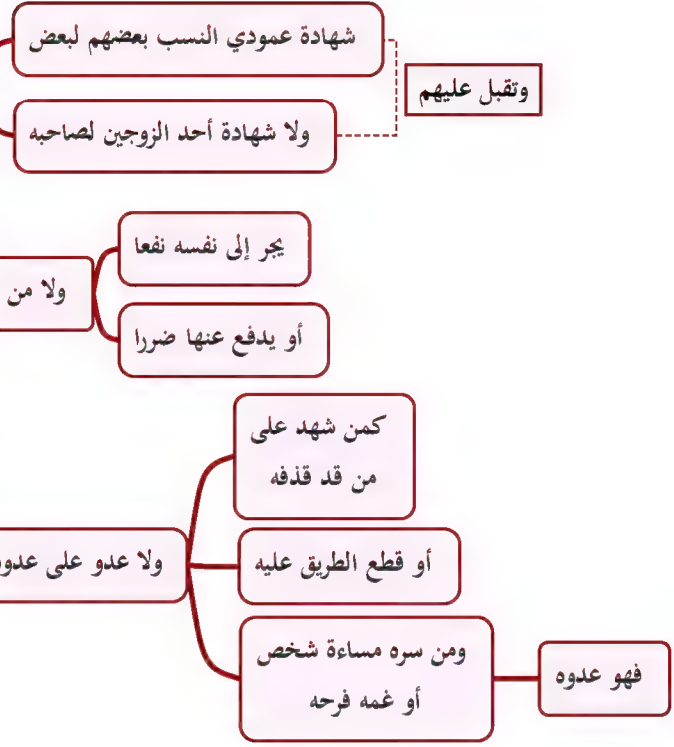 شهادة عمودي النسب بعضهم لبعض
وتقبل عليهم
ولا شهادة أحد الزوجين لصاحبه
يجر إلى نفسه نفعا
ولا من
أو يدفع عنها ضررا
كمن شهد على
من قد قذفه
ولا عدو على عدوه
أو قطع الطريق عليه
ومن سره مساءة شخص
أو غمه فرحه
فهو عدوه